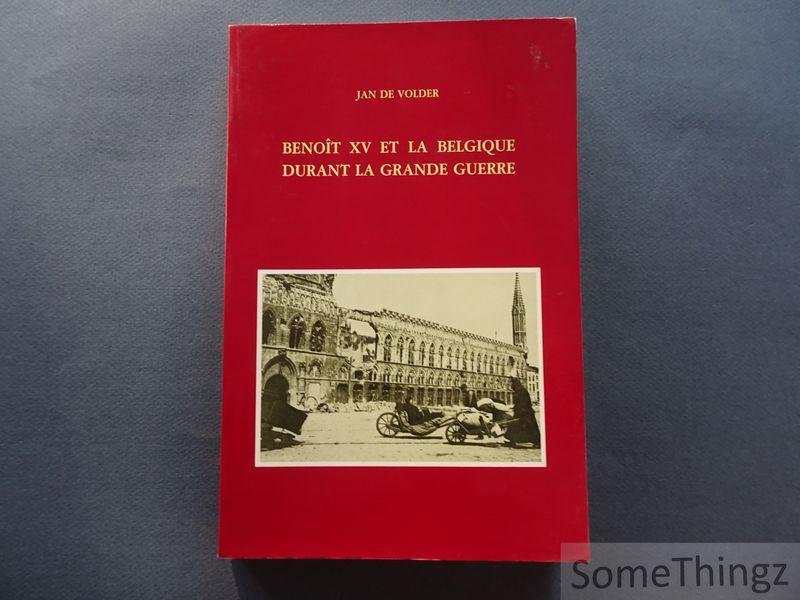 JAN DE VOLDER
BENOÎT XV ET LA BELGIQUE
DURANT LA GRANDE GUERRE
SomeThingz